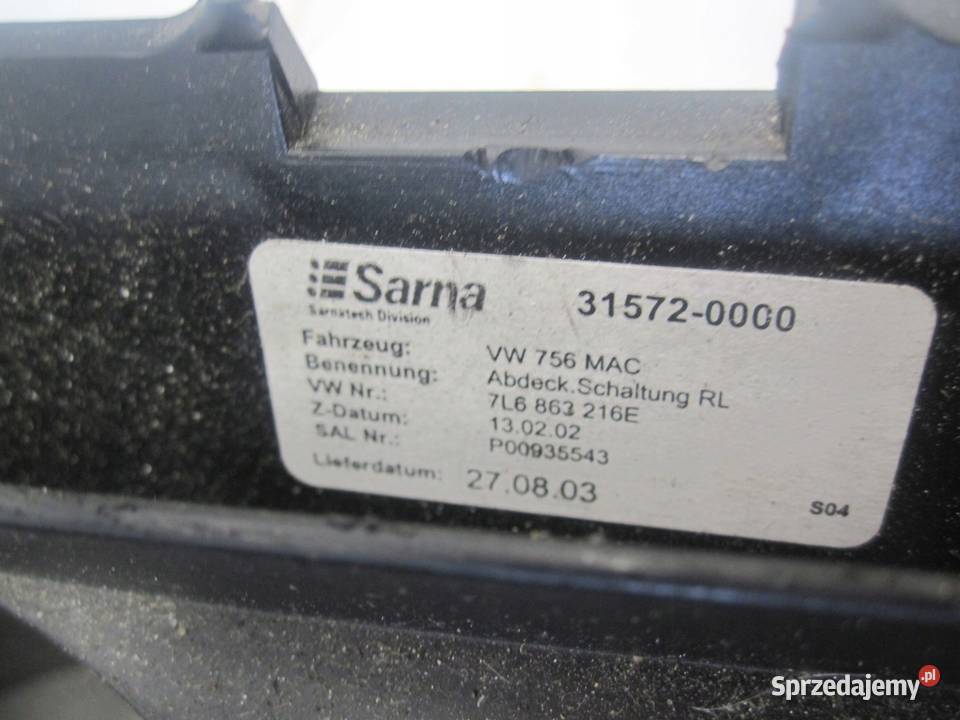 Sarna 31572-0000
Sarnatech Division
Fahrzeug: VW 756 MAC
Benennung: Abdeck.Schaltung RL
VW Nr.: 7L6 863 216E
Z-Datum: 13.02.02
SAL Nr.: P00935543
Lieferdatum: 27.08.03
S04
Sprzedajemy.pl